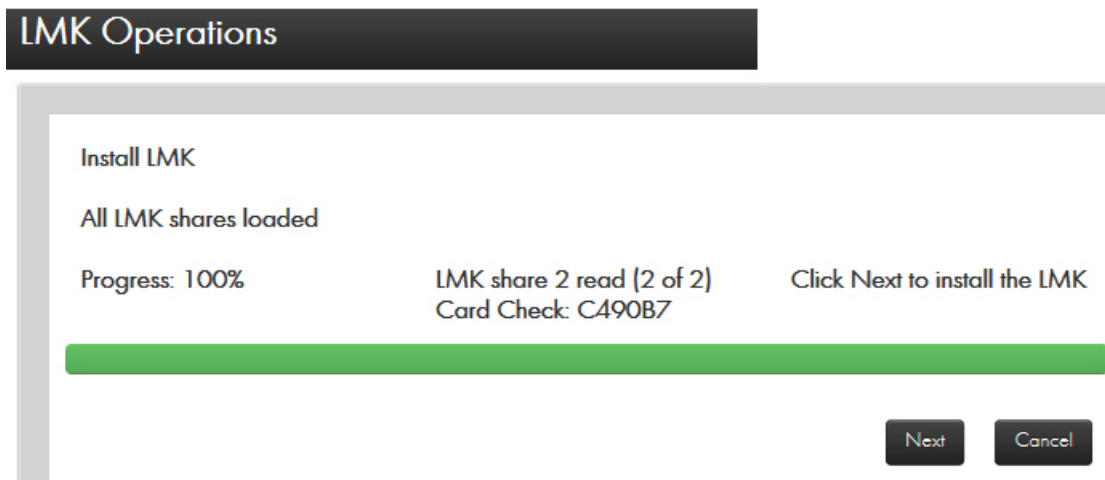 LMK Operations
Install LMK
All LMK shares loaded
Progress: 100%
LMK share 2 read (2 of 2)
Card Check: C490B7
Click Next to install the LMK
Next
Cancel